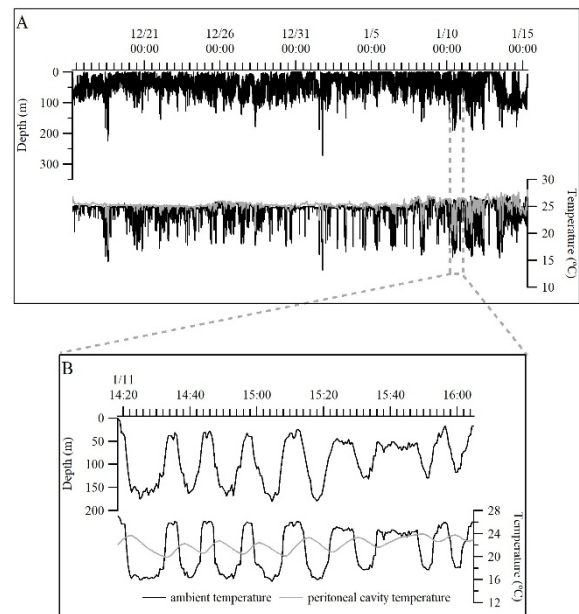 A
12/21 12/26 12/31 1/5 1/10 1/15
00:00 00:00 00:00 00:00 00:00 00:00
0
100
200
300
Depth (m)
30
25
20
15
10
Temperature (°C)
B
1/11
14:20 14:40 15:00 15:20 15:40 16:00
0
50
100
150
200
Depth (m)
28
24
20
16
12
Temperature (°C)
ambient temperature peritoneal cavity temperature